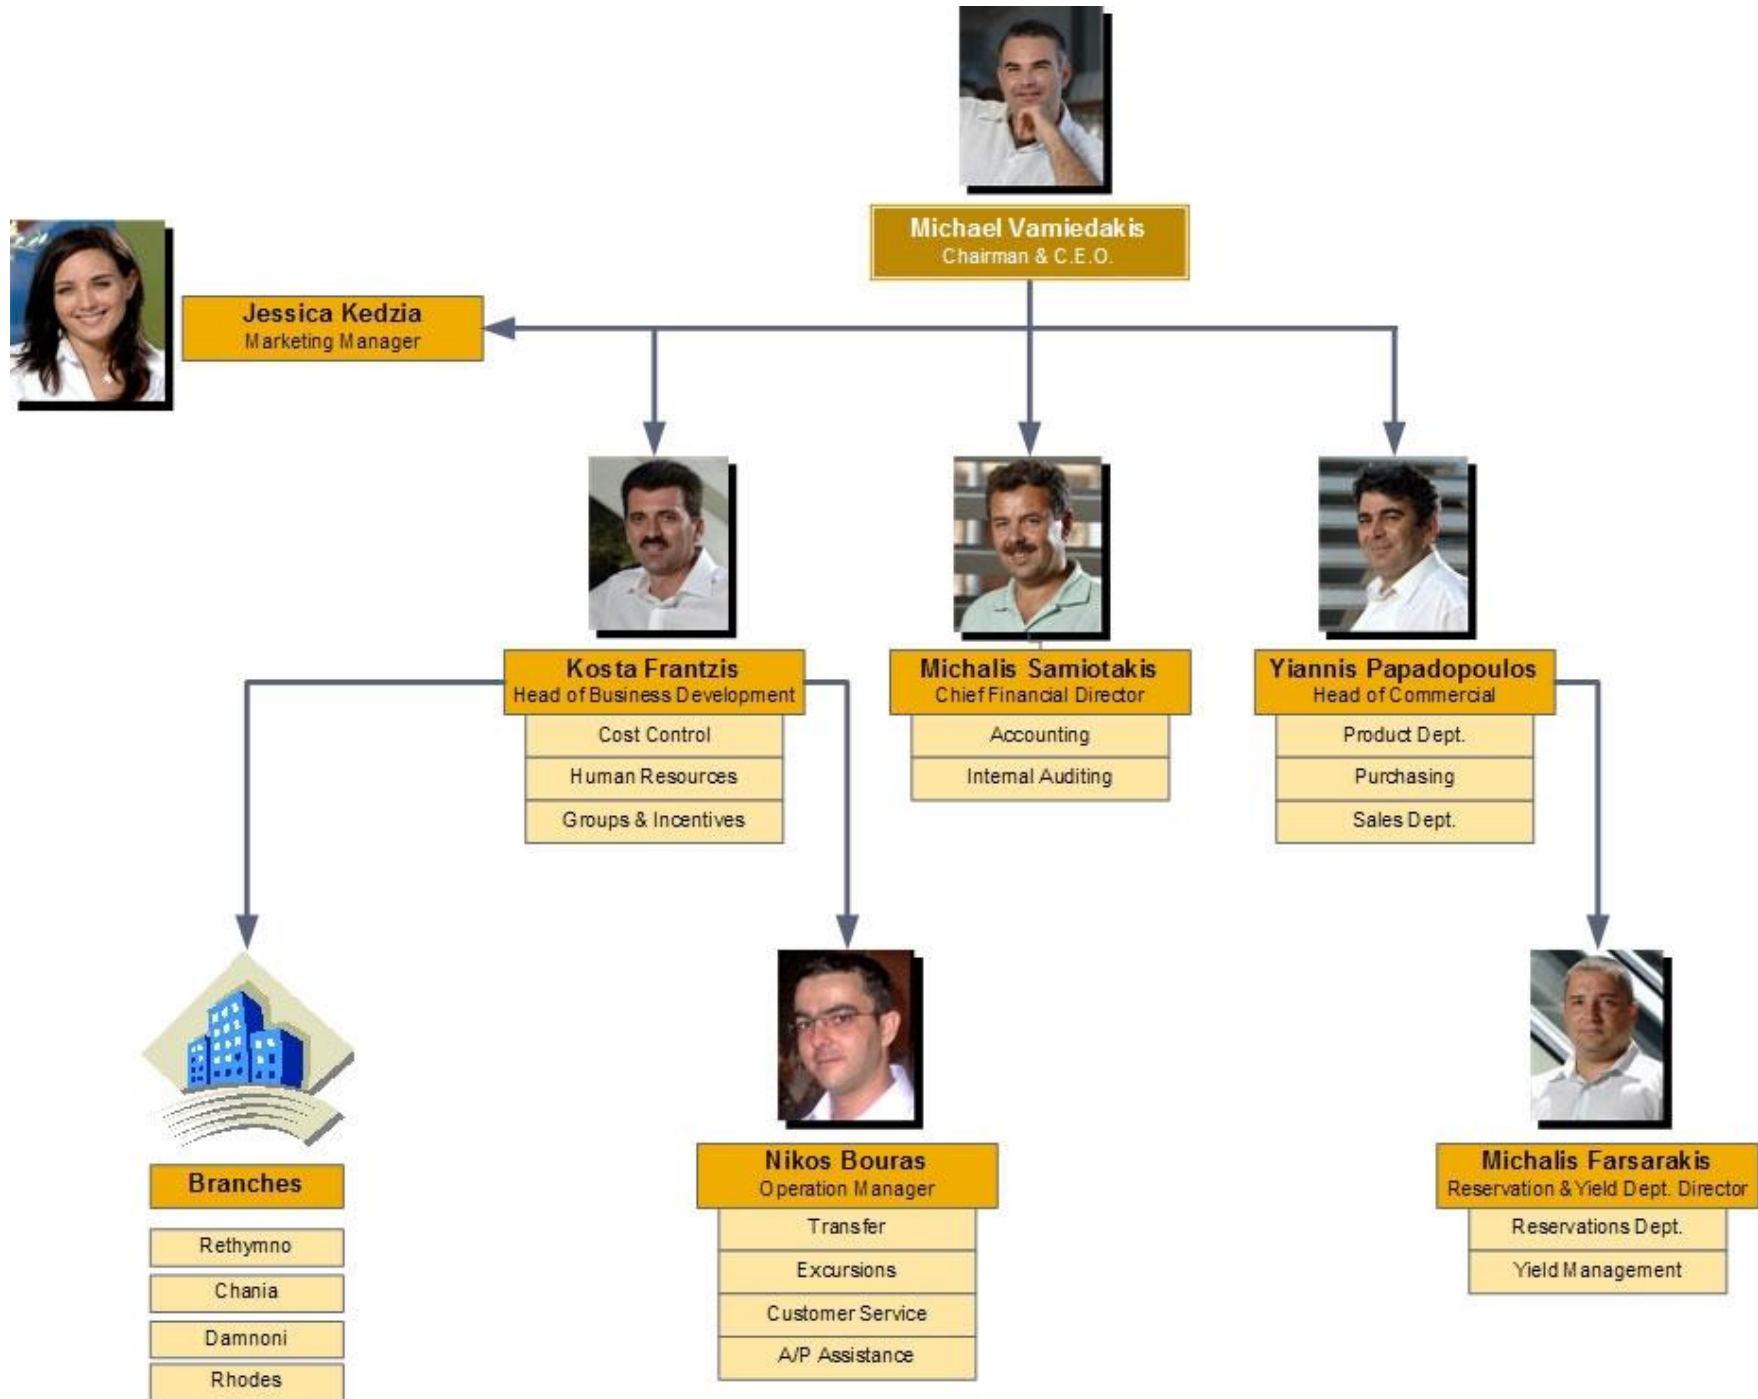 Michael Vamiedakis
Chairman & C.E.O.
Jessica Kedzia
Marketing Manager
Kosta Frantzis
Head of Business Development
Cost Control
Human Resources
Groups & Incentives
Michalis Samiotakis
Chief Financial Director
Accounting
Internal Auditing
Yiannis Papadopoulos
Head of Commercial
Product Dept.
Purchasing
Sales Dept.
Branches
Rethymno
Chania
Damnoni
Rhodes
Nikos Bouras
Operation Manager
Transfer
Excursions
Customer Service
A/P Assistance
Michalis Farsarakis
Reservation & Yield Dept. Director
Reservations Dept.
Yield Management